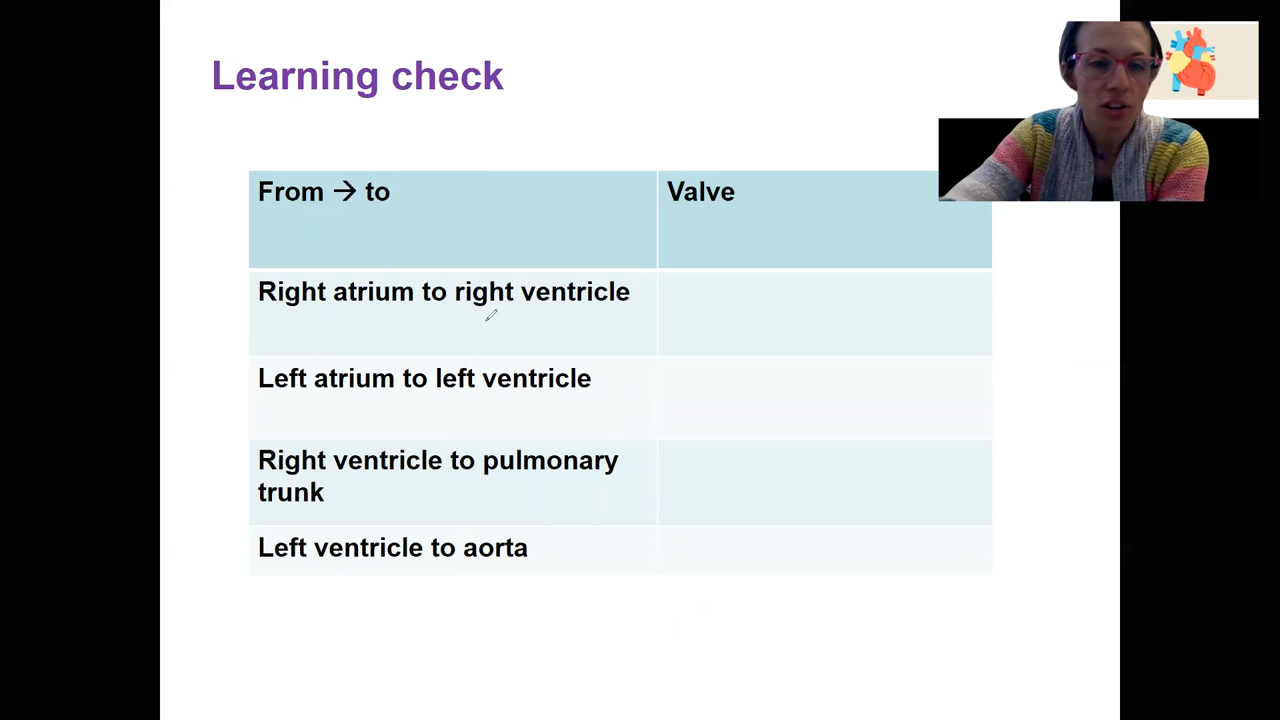 Learning check
From → to
Valve
Right atrium to right ventricle
Left atrium to left ventricle
Right ventricle to pulmonary
trunk
Left ventricle to aorta